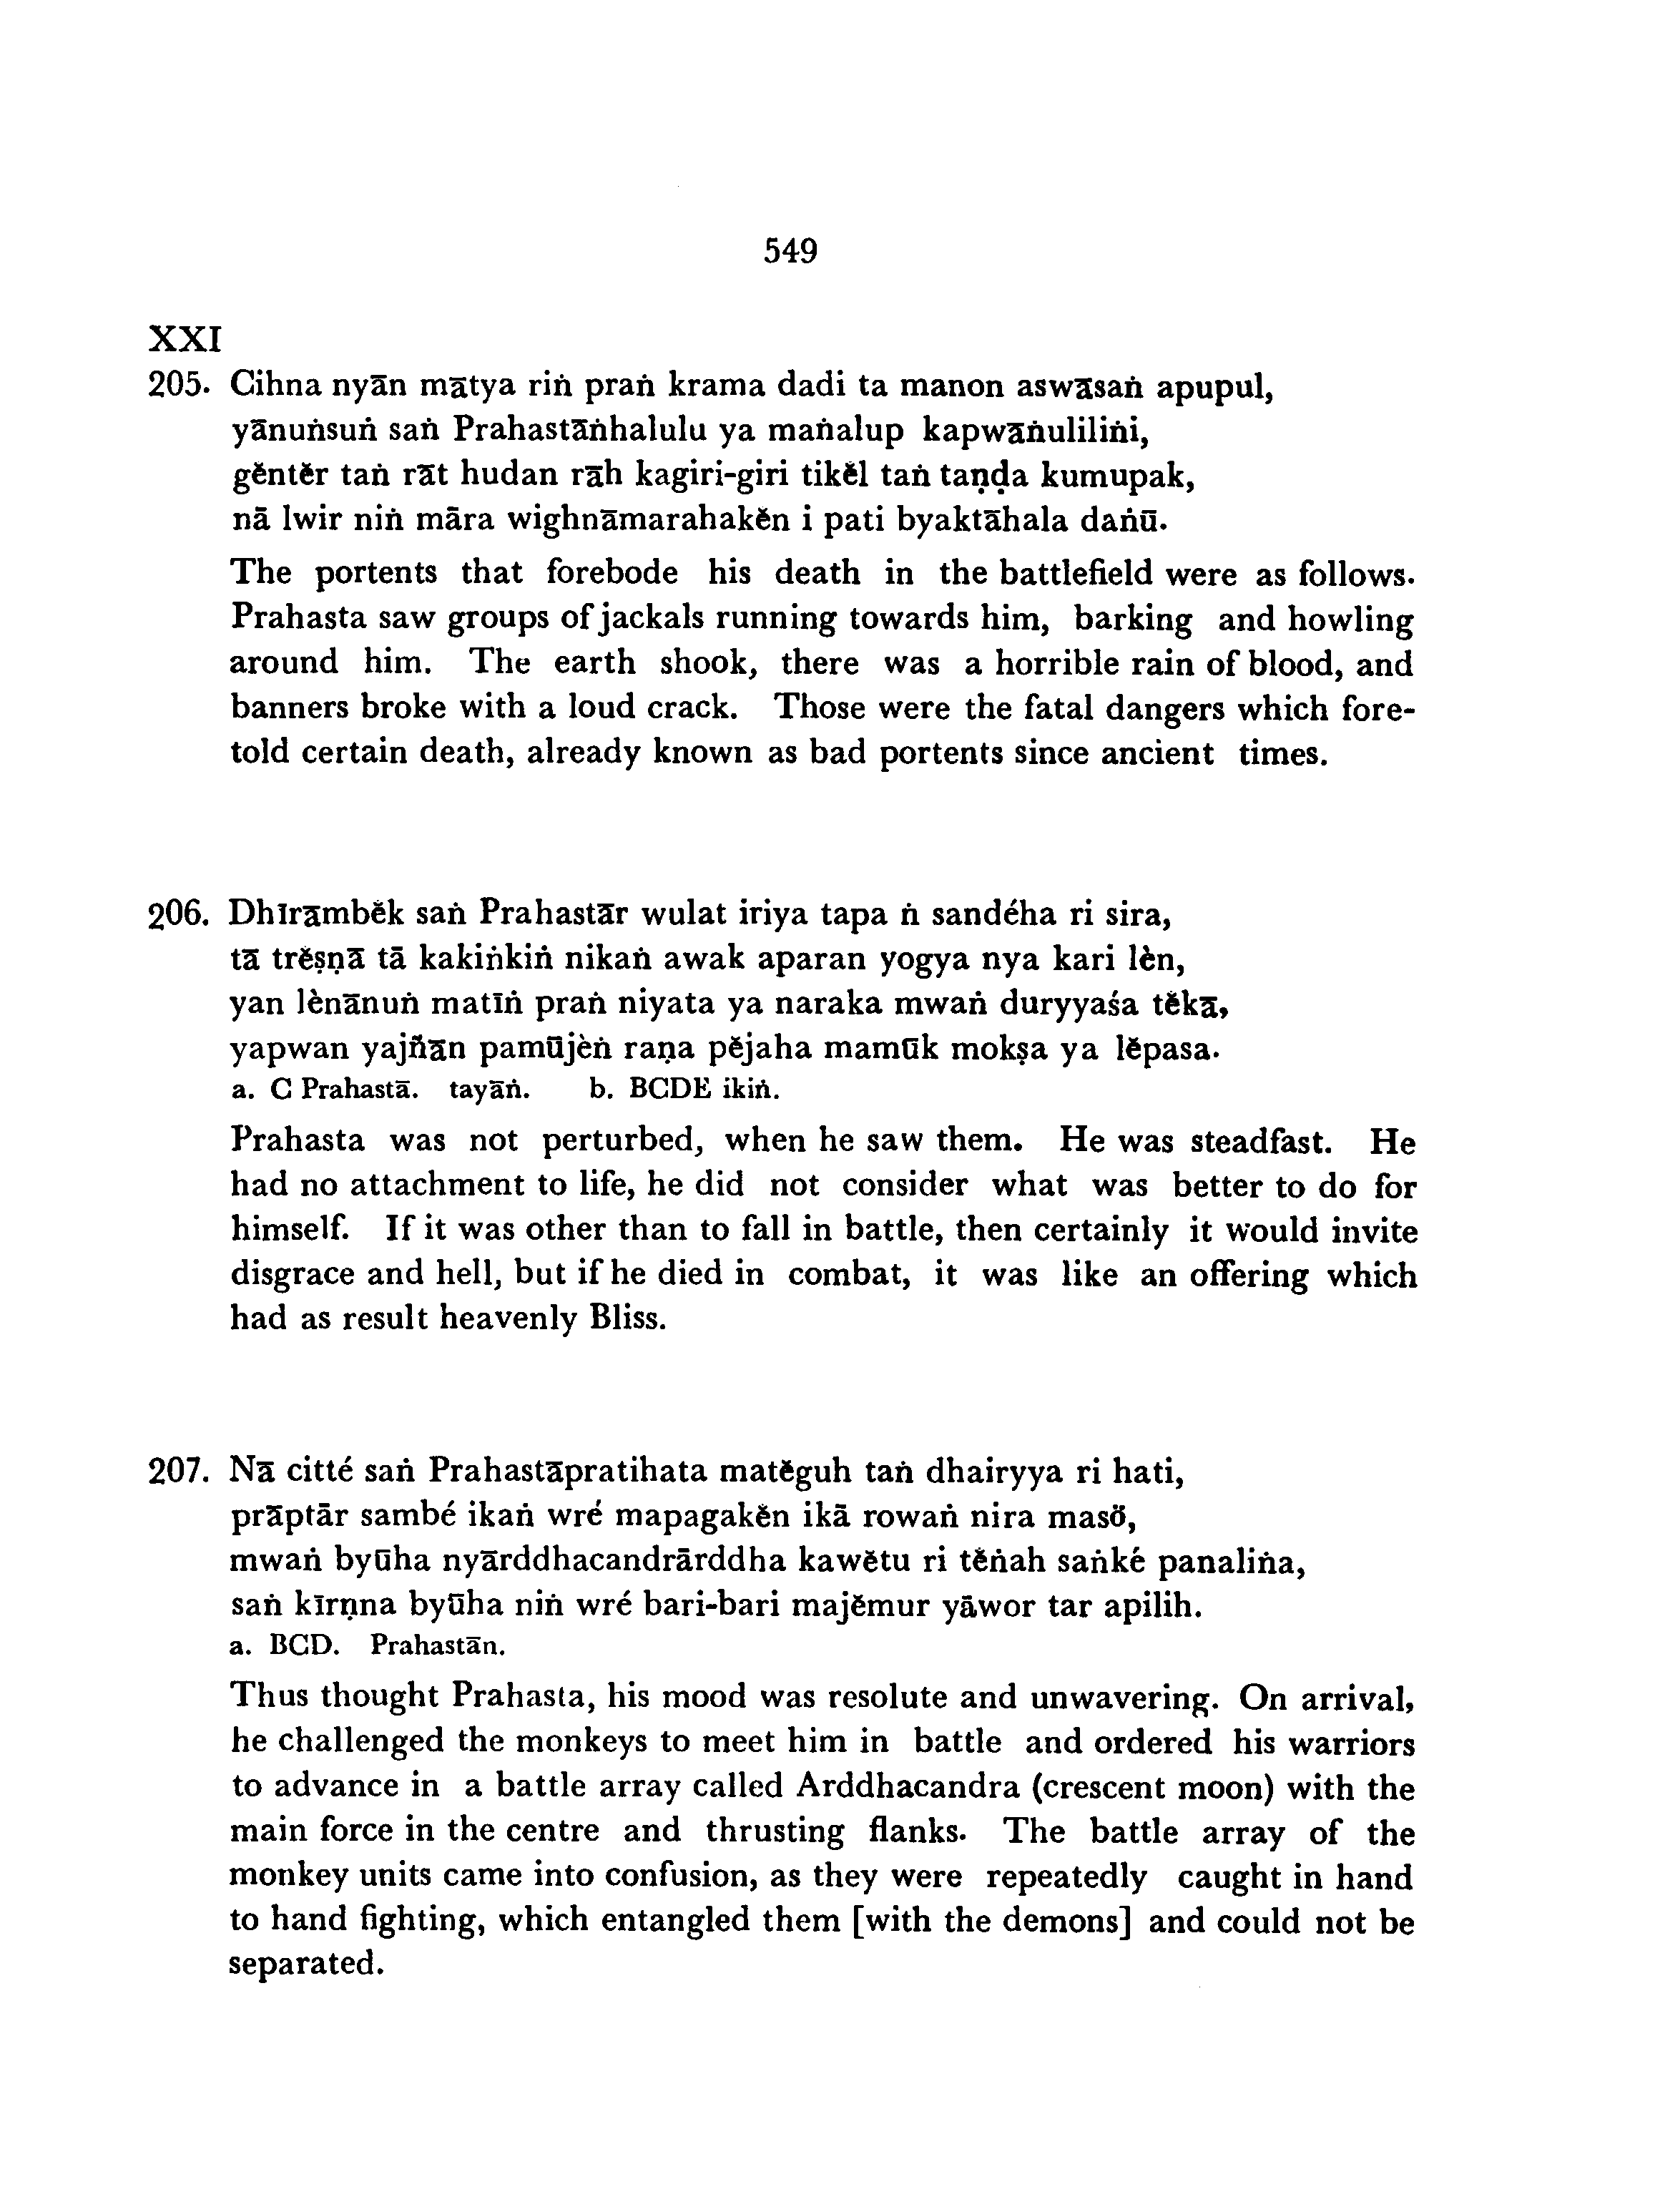 549
XXI
205. Cihna nyān mātya riṅ praṅ krama dadi ta manon aswāsaṅ apupul,
yānuṅsuṅ saṅ Prahastāṅhalulu ya maṅalup kapwāṅuliliṅi,
gĕntĕr taṅ rāt hudan rāh kagiri-giri tikĕl taṅ taṇḍa kumupak,
nā lwir niṅ māra wighnāmarahakĕn i pati byaktāhala daṅū.
The portents that forebode his death in the battlefield were as follows.
Prahasta saw groups of jackals running towards him, barking and howling
around him. The earth shook, there was a horrible rain of blood, and
banners broke with a loud crack. Those were the fatal dangers which fore-
told certain death, already known as bad portents since ancient times.
206. Dhīrāmbĕk saṅ Prahastār wulat iriya tapa ṅ sandéha ri sira,
tā trĕṣṇā tā kakiṅkiṅ nikaṅ awak aparan yogya nya kari lèn,
yan lènānuṅ matīṅ praṅ niyata ya naraka mwaṅ duryyaśa tĕkā,
yapwan yajñān pamūjèṅ raṇa pĕjaha mamūk mokṣa ya lĕpasa.
a. C Prahastā. tayāṅ. b. BCDE ikiṅ.
Prahasta was not perturbed, when he saw them. He was steadfast. He
had no attachment to life, he did not consider what was better to do for
himself. If it was other than to fall in battle, then certainly it would invite
disgrace and hell, but if he died in combat, it was like an offering which
had as result heavenly Bliss.
207. Nā citté saṅ Prahastāpratihata matĕguh taṅ dhairyya ri hati,
prāptār sambé ikaṅ wré mapagakĕn ikā rowaṅ nira masö,
mwaṅ byūha nyārddhacandrārddha kawĕtu ri tĕṅah saṅké panaliṅa,
saṅ kīrṇna byūha niṅ wré bari-bari majĕmur yāwor tar apilih.
a. BCD. Prahastān.
Thus thought Prahasta, his mood was resolute and unwavering. On arrival,
he challenged the monkeys to meet him in battle and ordered his warriors
to advance in a battle array called Arddhacandra (crescent moon) with the
main force in the centre and thrusting flanks. The battle array of the
monkey units came into confusion, as they were repeatedly caught in hand
to hand fighting, which entangled them [with the demons] and could not be
separated.